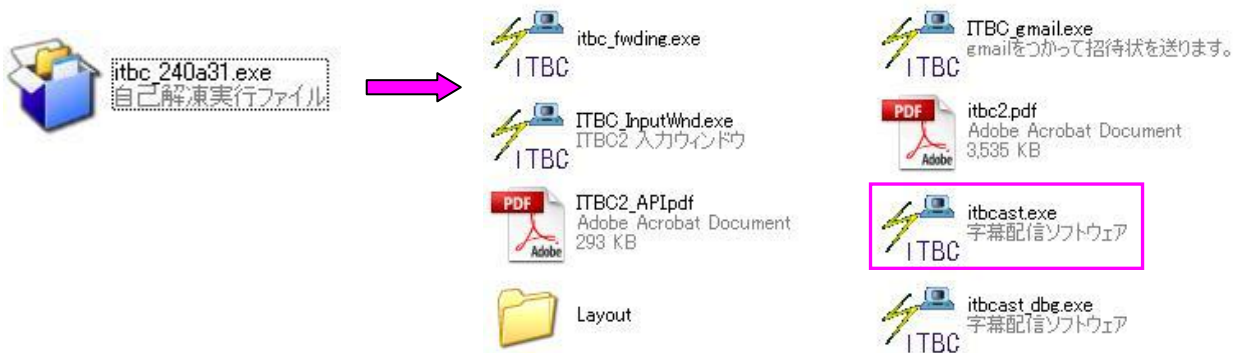 itbc_240a31.exe
自己解凍実行ファイル
itbc_fwding.exe
ITBC
ITBC_InputWnd.exe
ITBC2 入力ウィンドウ
ITBC
PDF
Adobe
ITBC2_API.pdf
Adobe Acrobat Document
293 KB
Layout
ITBC_gmail.exe
gmailをつかって招待状を送ります。
ITBC
PDF
Adobe
itbc2.pdf
Adobe Acrobat Document
3,535 KB
itbcast.exe
字幕配信ソフトウェア
ITBC
itbcast_dbg.exe
字幕配信ソフトウェア
ITBC